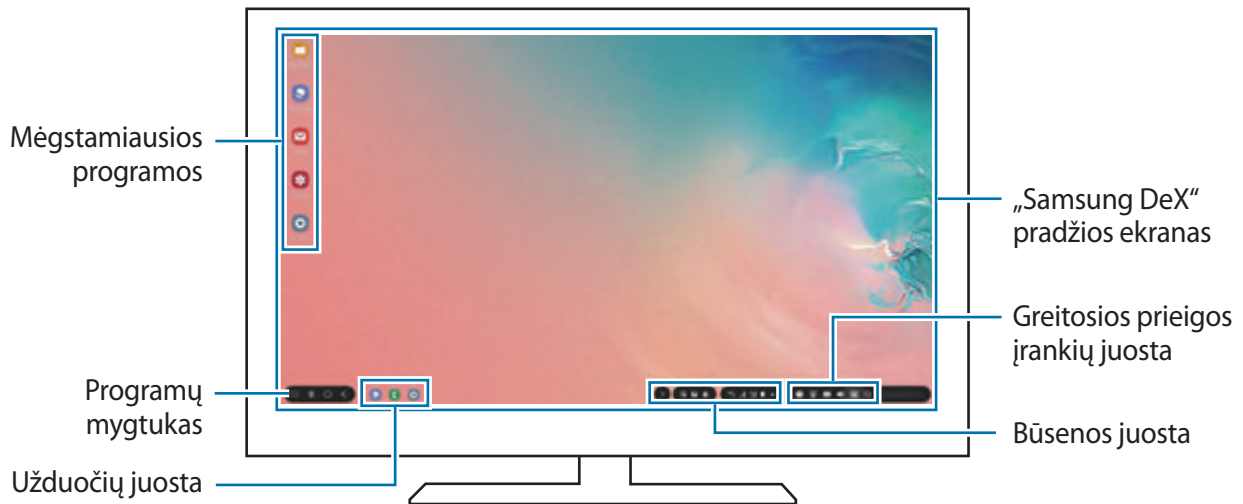 Mėgstamiausios
programos
„Samsung DeX“
pradžios ekranas
Greitosios prieigos
įrankių juosta
Programų
mygtukas
Būsenos juosta
Užduočių juosta